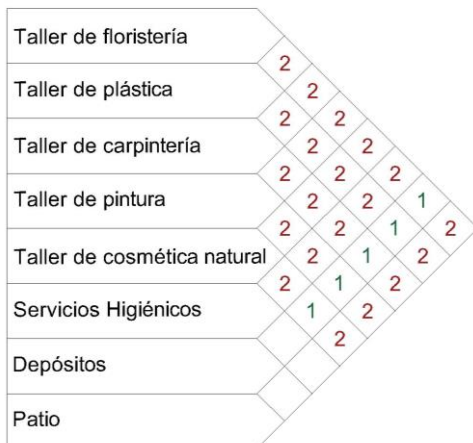 Taller de floristería
2
Taller de plástica 2
2 2
Taller de carpintería 2 2
2 2 2
Taller de pintura 2 2 1
2 2 1 2
Taller de cosmética natural 2 1 2
2 1 2
Servicios Higiénicos 1 2
2
Depósitos
Patio